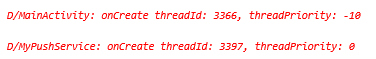 D/MainActivity: onCreate threadId: 3366, threadPriority: -10
D/MyPushService: onCreate threadId: 3397, threadPriority: 0